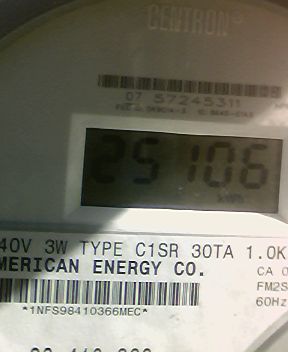 CENTRON
07 57245311
25106
kWh
40V 3W TYPE C1SR 30TA 1.0K
MERICAN ENERGY CO.
CA 0
FM2S
60Hz
*1NFS98410366MEC*